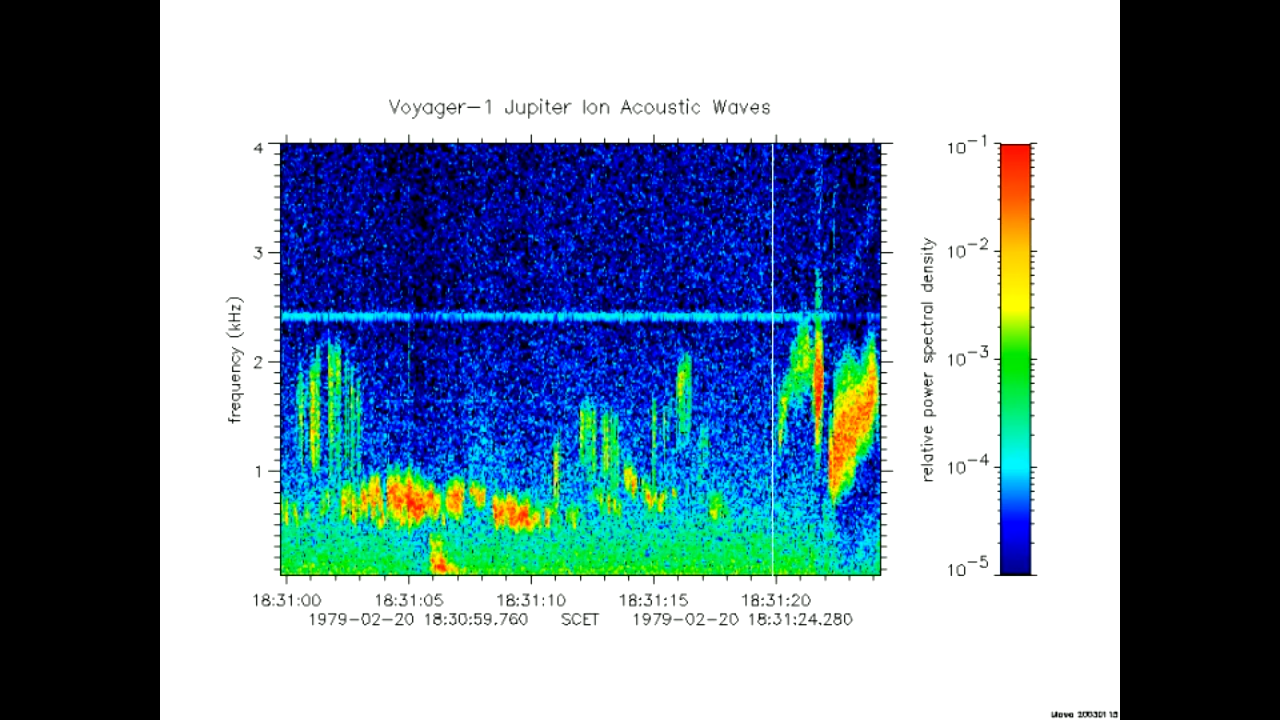 Voyager-1 Jupiter Ion Acoustic Waves
4
3
2
1
frequency (kHz)
18:31:00 18:31:05 18:31:10 18:31:15 18:31:20
1979-02-20 18:30:59.760 SCET 1979-02-20 18:31:24.280
10⁻¹
10⁻²
10⁻³
10⁻⁴
10⁻⁵
relative power spectral density